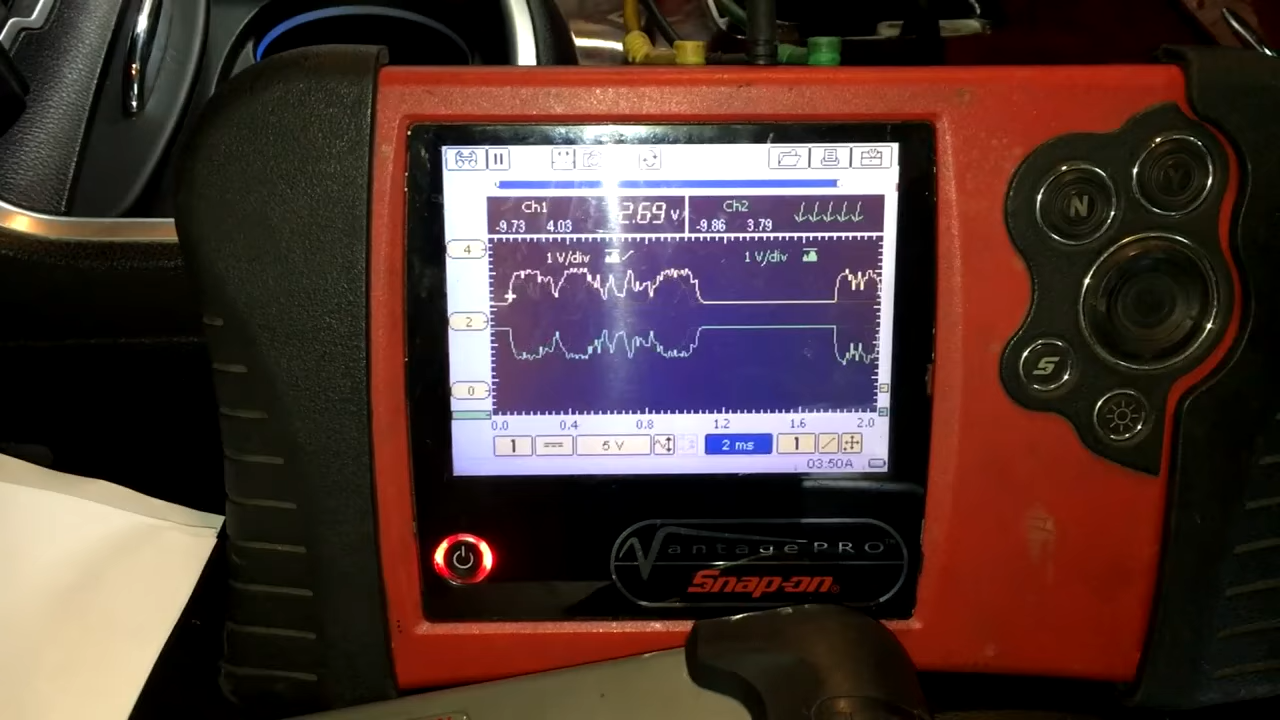 Ch1 2.69 V Ch2
-9.73 4.03 -9.86 3.79
4
1 V/div 1 V/div
2
0
0.0 0.4 0.8 1.2 1.6 2.0
1 5 V 2 ms 1
03:50A
N Y
S
VantagePRO™
Snap-on®